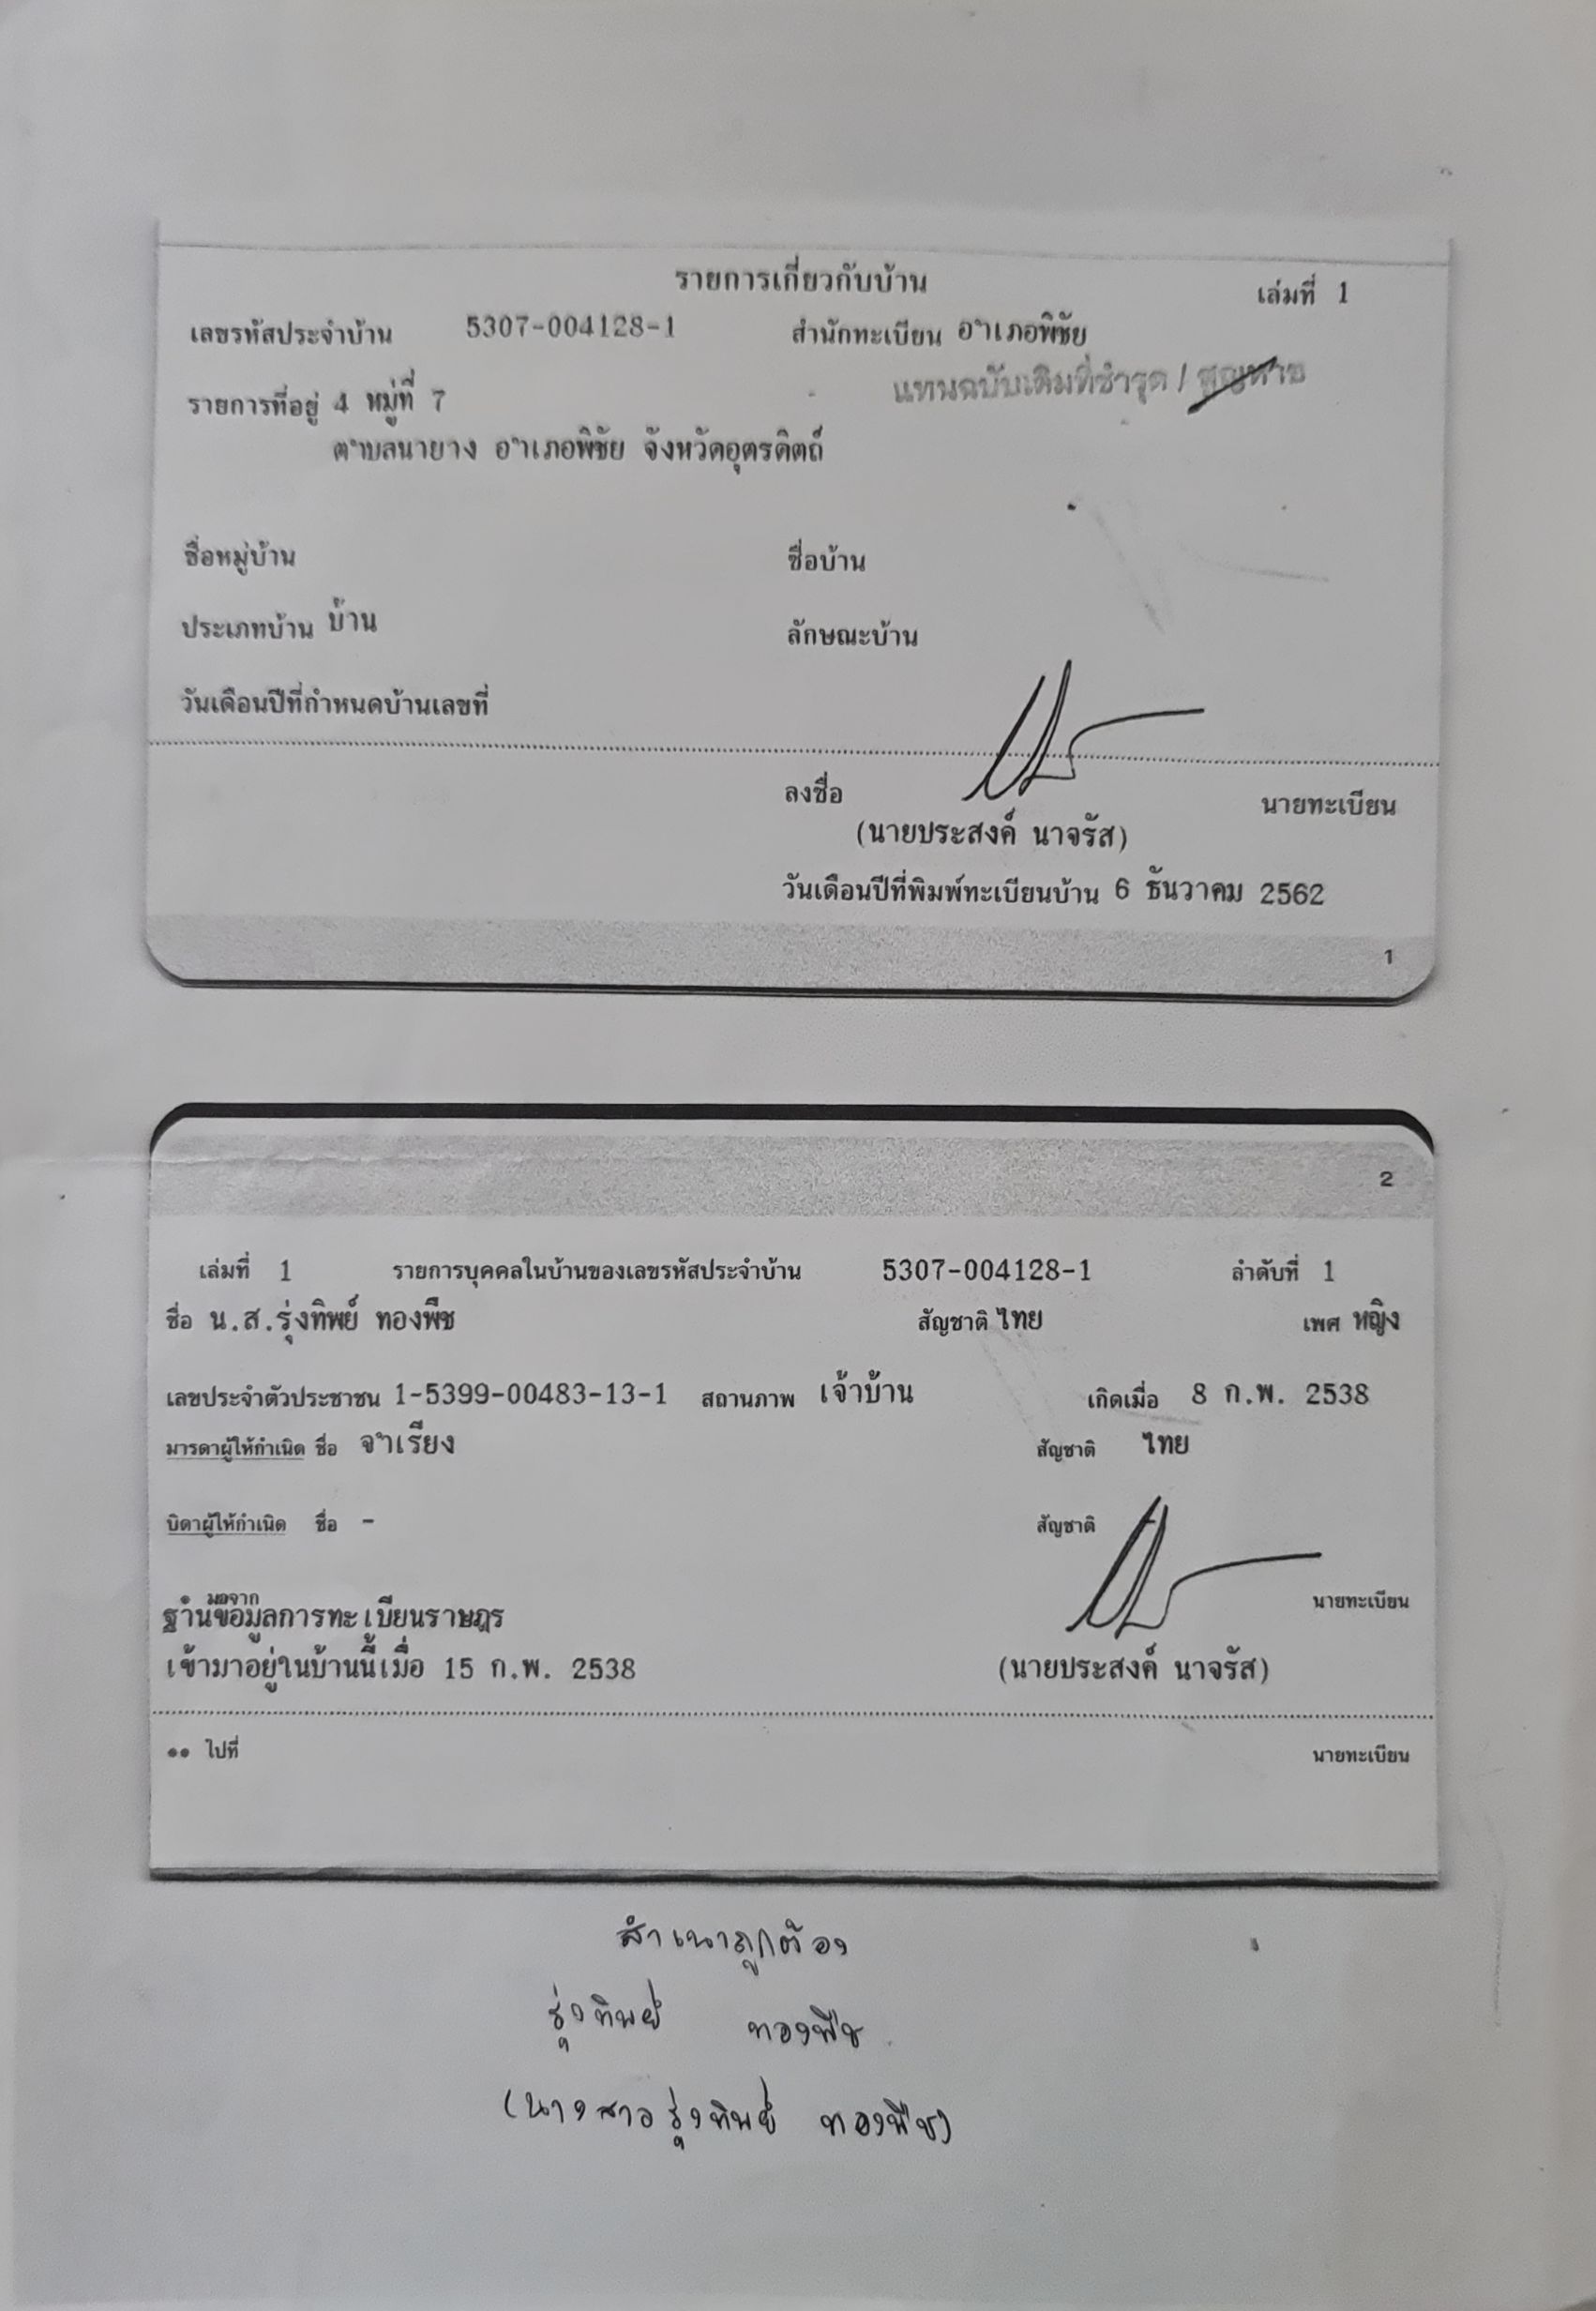 รายการเกี่ยวกับบ้าน
เล่มที่ 1
เลขรหัสประจำบ้าน 5307-004128-1 สำนักทะเบียน อำเภอพิชัย
แทนฉบับเดิมที่ชำรุด / สูญหาย
รายการที่อยู่ 4 หมู่ที่ 7
ตำบลนายาง อำเภอพิชัย จังหวัดอุตรดิตถ์
ชื่อหมู่บ้าน ชื่อบ้าน
ประเภทบ้าน บ้าน ลักษณะบ้าน
วันเดือนปีที่กำหนดบ้านเลขที่
ลงชื่อ นายทะเบียน
(นายประสงค์ นาจรัส)
วันเดือนปีที่พิมพ์ทะเบียนบ้าน 6 ธันวาคม 2562
1
2
เล่มที่ 1 รายการบุคคลในบ้านของเลขรหัสประจำบ้าน 5307-004128-1 ลำดับที่ 1
ชื่อ น.ส.รุ่งทิพย์ ทองพืช สัญชาติ ไทย เพศ หญิง
เลขประจำตัวประชาชน 1-5399-00483-13-1 สถานภาพ เจ้าบ้าน เกิดเมื่อ 8 ก.พ. 2538
มารดาผู้ให้กำเนิด ชื่อ จำเรียง สัญชาติ ไทย
บิดาผู้ให้กำเนิด ชื่อ - สัญชาติ -
มาจาก
ฐานข้อมูลการทะเบียนราษฎร นายทะเบียน
เข้ามาอยู่ในบ้านนี้เมื่อ 15 ก.พ. 2538 (นายประสงค์ นาจรัส)
** ไปที่ นายทะเบียน
สำเนาถูกต้อง
รุ่งทิพย์ ทองพืช
(นางสาวรุ่งทิพย์ ทองพืช)